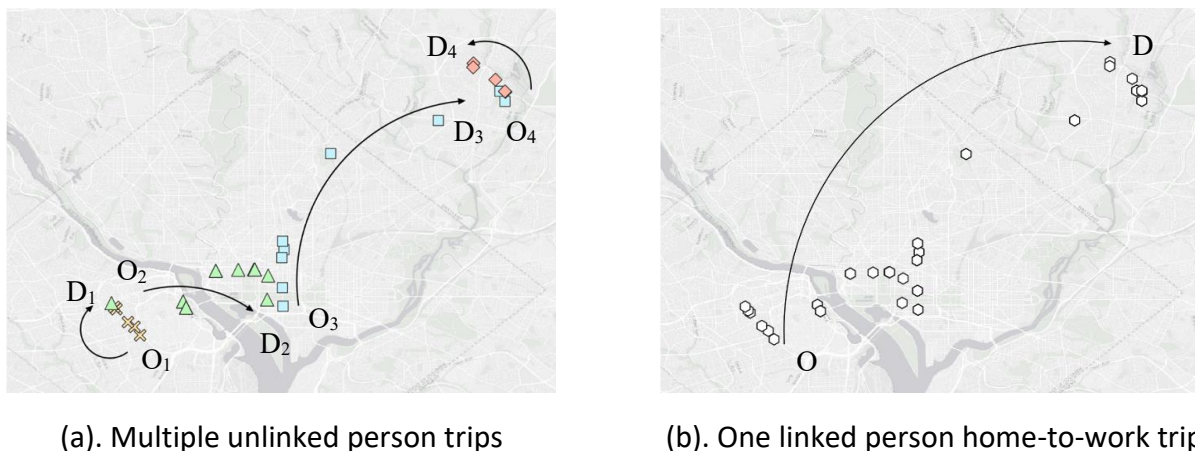 D₄
D₃
O₄
O₂
D₁
O₃
D₂
O₁
D
O
(a). Multiple unlinked person trips
(b). One linked person home-to-work trip